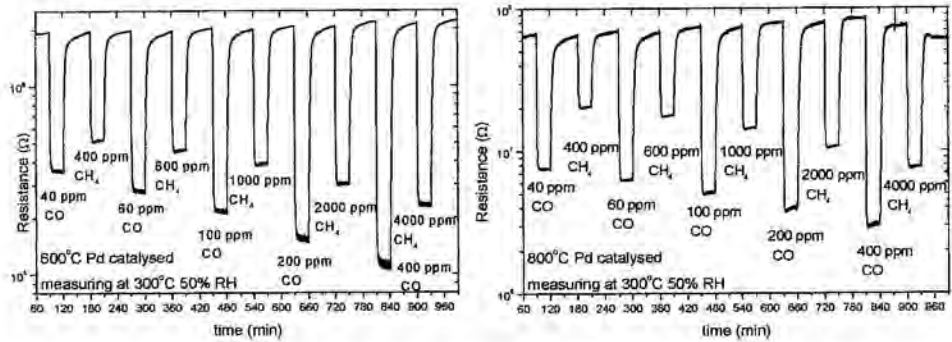 Resistance (Ω)
40 ppm
CO
400 ppm
CH₄
60 ppm
CO
600 ppm
CH₄
100 ppm
CO
1000 ppm
CH₄
200 ppm
CO
2000 ppm
CH₄
400 ppm
CO
4000 ppm
CH₄
600°C Pd catalysed
measuring at 300°C 50% RH
60 120 180 240 300 360 420 480 540 600 660 720 780 840 900 960
time (min)
Resistance (Ω)
10⁷
40 ppm
CO
400 ppm
CH₄
60 ppm
CO
600 ppm
CH₄
100 ppm
CO
1000 ppm
CH₄
200 ppm
CO
2000 ppm
CH₄
400 ppm
CO
4000 ppm
800°C Pd catalysed
measuring at 300°C 50% RH
60 120 180 240 300 360 420 480 540 600 660 720 780 840 900 960
time (min)